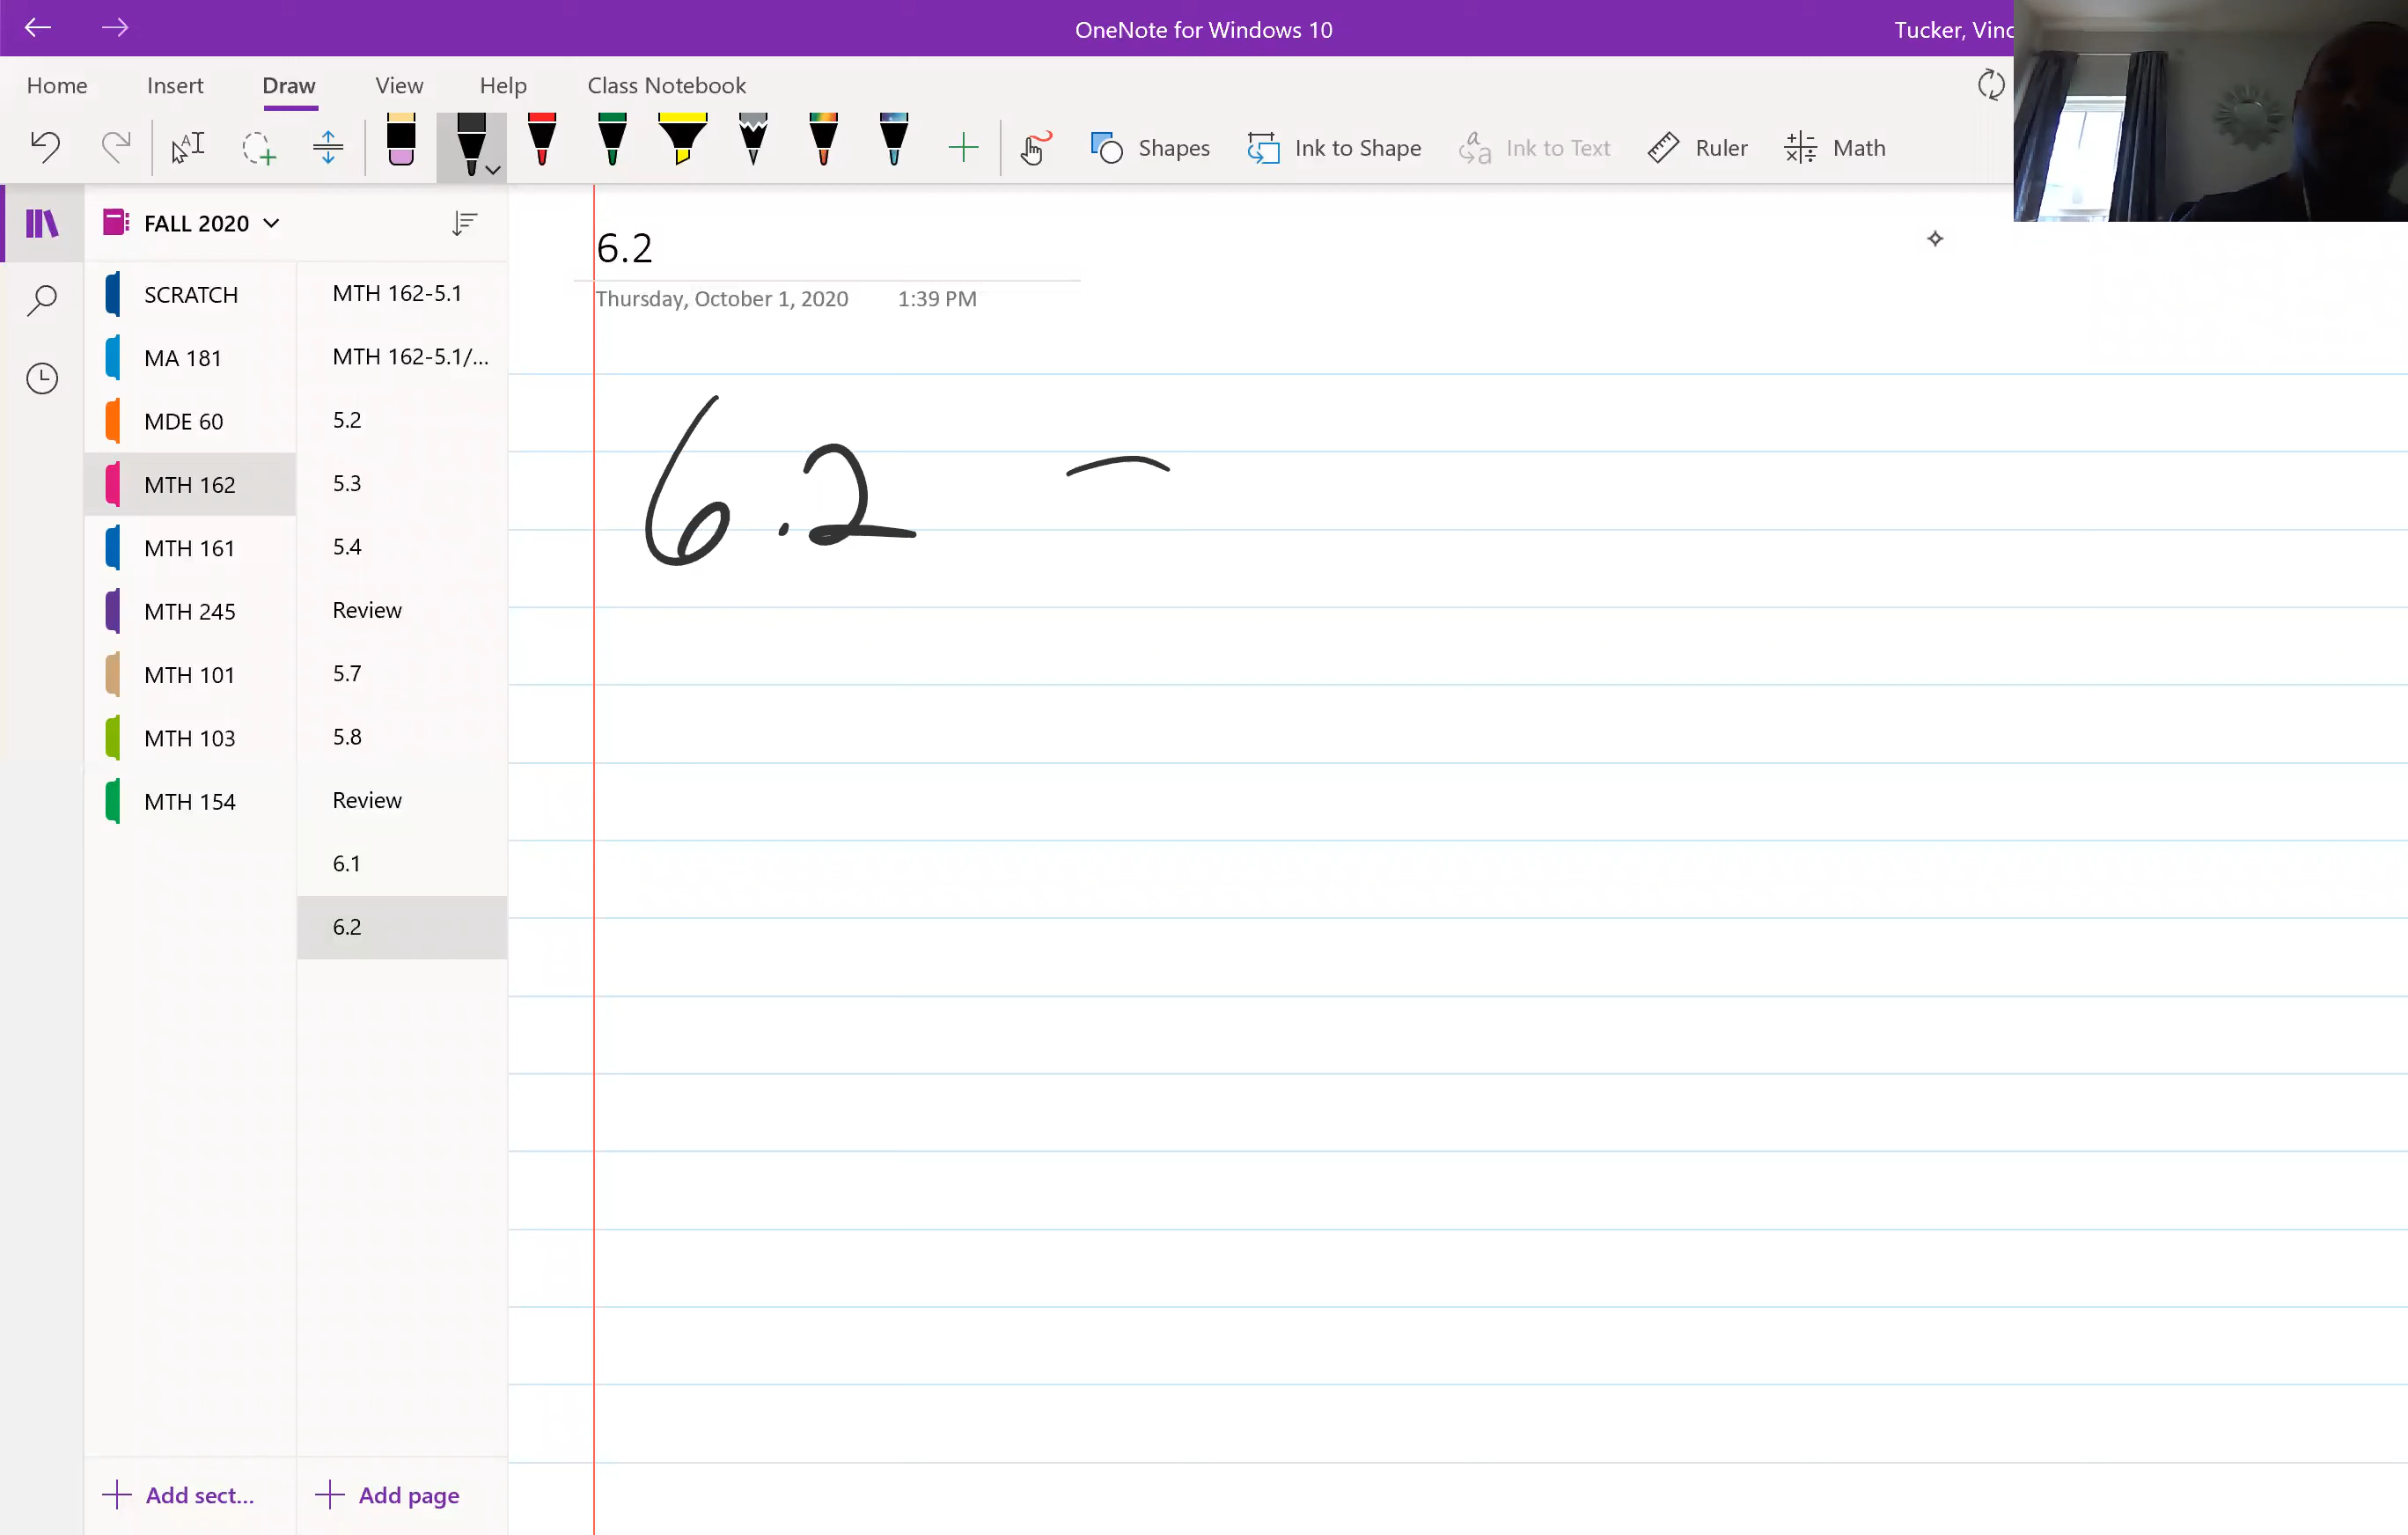 OneNote for Windows 10
Tucker, Vinc
Home Insert Draw View Help Class Notebook
Shapes Ink to Shape Ink to Text Ruler Math
FALL 2020
SCRATCH
MA 181
MDE 60
MTH 162
MTH 161
MTH 245
MTH 101
MTH 103
MTH 154
Add sect...
MTH 162-5.1
MTH 162-5.1/...
5.2
5.3
5.4
Review
5.7
5.8
Review
6.1
6.2
Add page
6.2
Thursday, October 1, 2020 1:39 PM
6.2